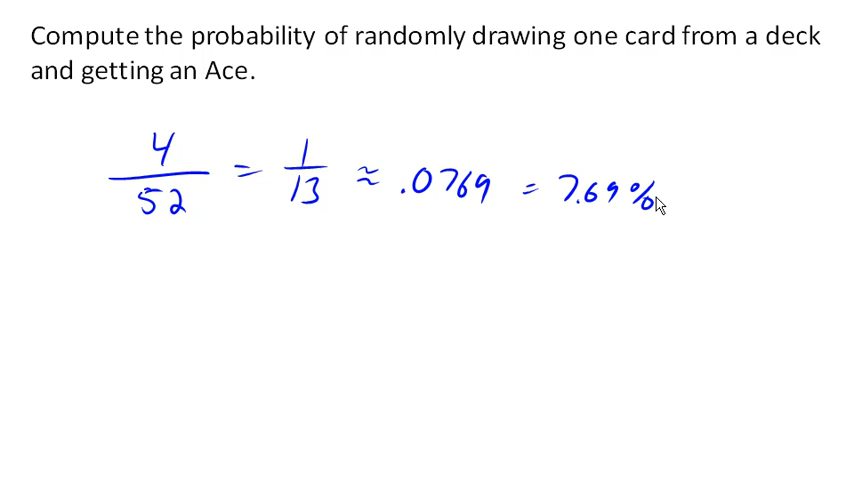 Compute the probability of randomly drawing one card from a deck
and getting an Ace.
4/52 = 1/13 ≈ .0769 = 7.69%